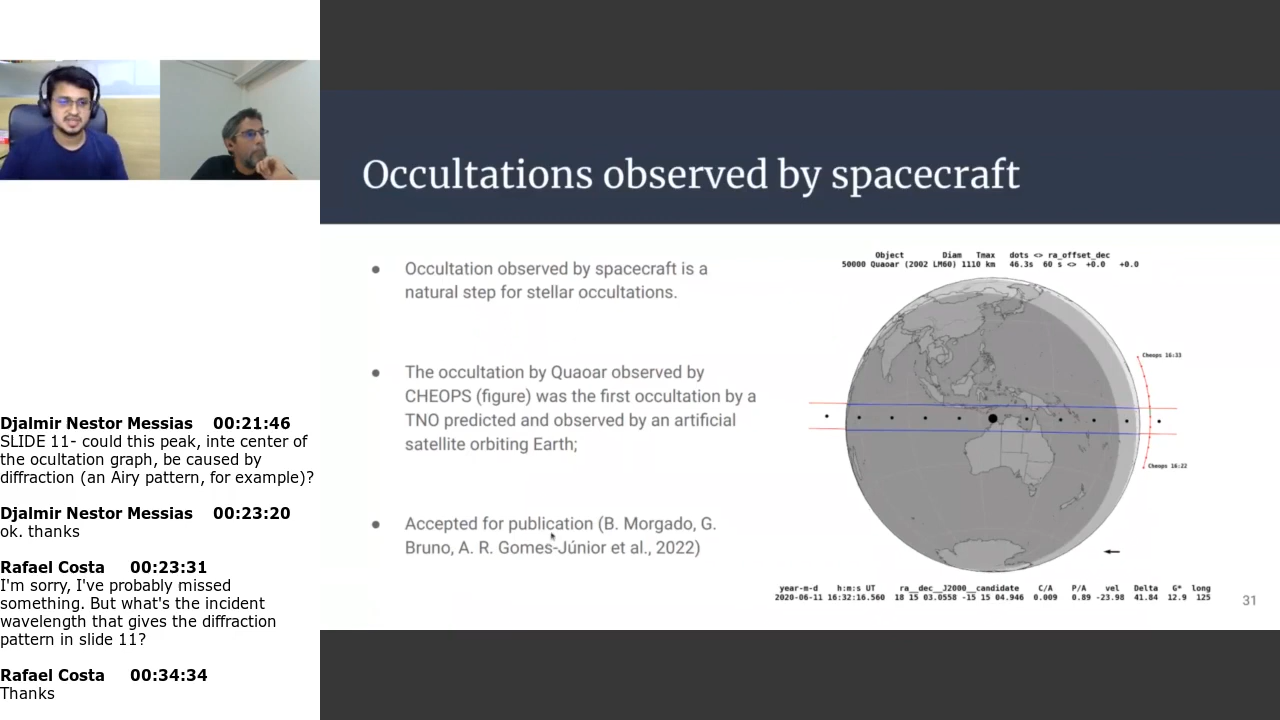 Occultations observed by spacecraft
● Occultation observed by spacecraft is a
natural step for stellar occultations.
● The occultation by Quaoar observed by
CHEOPS (figure) was the first occultation by a
TNO predicted and observed by an artificial
satellite orbiting Earth;
● Accepted for publication (B. Morgado, G.
Bruno, A. R. Gomes-Júnior et al., 2022)
Object Diam Tmax dots <> ra_offset_dec
50000 Quaoar (2002 LM60) 1110 km 46.3s 60 s <> +0.0 +0.0
Cheops 16:33
Cheops 16:22
year-m-d h:m:s UT ra__dec__J2000__candidate C/A P/A vel Delta G* long
2020-06-11 16:32:16.560 18 15 03.0558 -15 15 04.946 0.009 0.89 -23.98 41.84 12.9 125
31
Djalmir Nestor Messias 00:21:46
SLIDE 11- could this peak, inte center of
the ocultation graph, be caused by
diffraction (an Airy pattern, for example)?
Djalmir Nestor Messias 00:23:20
ok. thanks
Rafael Costa 00:23:31
I'm sorry, I've probably missed
something. But what's the incident
wavelength that gives the diffraction
pattern in slide 11?
Rafael Costa 00:34:34
Thanks